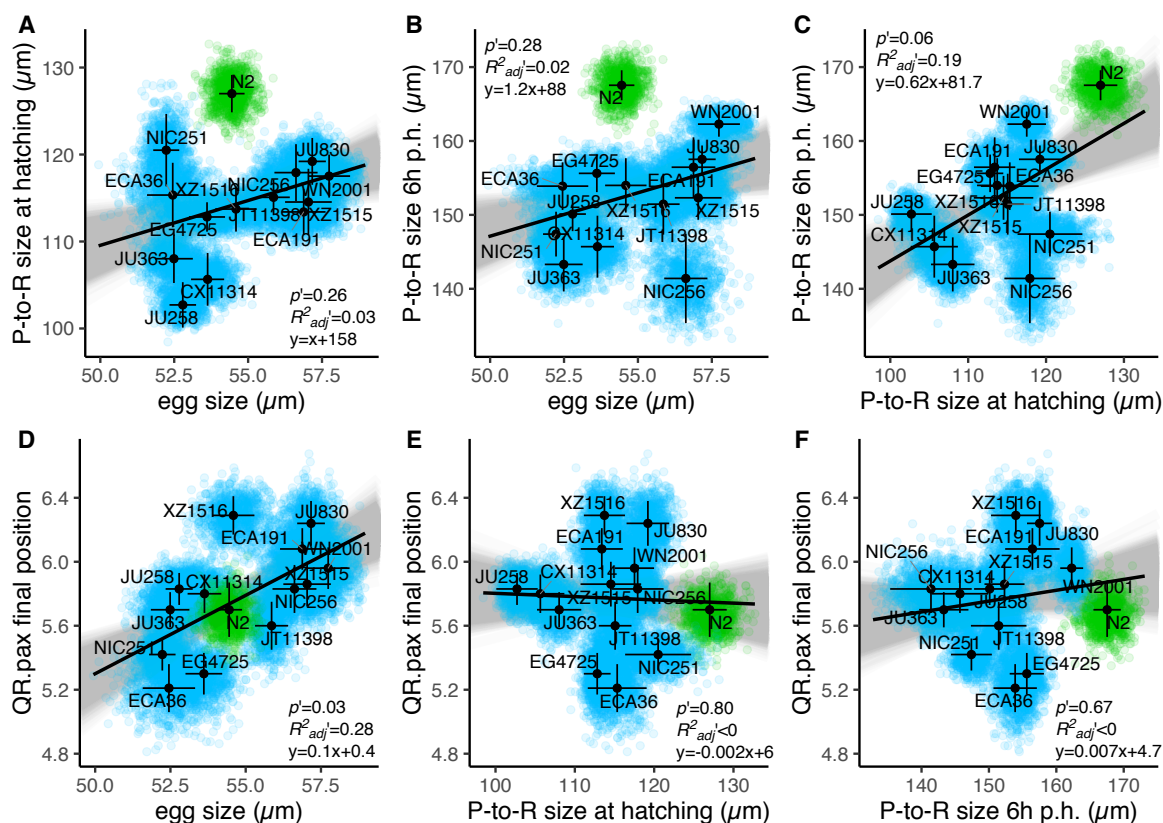 A
P-to-R size at hatching (µm)
130
120
110
100
N2
NIC251
JU830
ECA36
XZ1516
NIC256
WN2001
EG4725
JT11398
XZ1515
ECA191
JU363
CX11314
JU258
p'=0.26
R²adj'=0.03
y=x+158
50.0 52.5 55.0 57.5
egg size (µm)
B
P-to-R size 6h p.h. (µm)
170
160
150
140
p'=0.28
R²adj'=0.02
y=1.2x+88
N2
WN2001
EG4725
JU830
ECA36
ECA191
JU258
XZ1516
XZ1515
CX11314
JT11398
NIC251
JU363
NIC256
50.0 52.5 55.0 57.5
egg size (µm)
C
P-to-R size 6h p.h. (µm)
170
160
150
140
p'=0.06
R²adj'=0.19
y=0.62x+81.7
N2
WN2001
ECA191
JU830
EG4725
ECA36
JU258
XZ1516
JT11398
XZ1515
CX11314
NIC251
JU363
NIC256
100 110 120 130
P-to-R size at hatching (µm)
D
QR.pax final position
6.4
6.0
5.6
5.2
4.8
XZ1516
JU830
ECA191
WN2001
JU258
CX11314
XZ1515
NIC256
JU363
N2
JT11398
NIC25
EG4725
ECA36
p'=0.03
R²adj'=0.28
y=0.1x+0.4
50.0 52.5 55.0 57.5
egg size (µm)
E
QR.pax final position
6.4
6.0
5.6
5.2
4.8
XZ1516
JU830
ECA191
WN2001
JU258
CX11314
XZ1515
NIC256
JU363
N2
JT11398
EG4725
NIC251
ECA36
p'=0.80
R²adj'<0
y=-0.002x+6
100 110 120 130
P-to-R size at hatching (µm)
F
QR.pax final position
6.4
6.0
5.6
5.2
4.8
XZ1516
ECA191
JU830
NIC256
CX11314
XZ1515
WN2001
JU258
JU363
N2
NIC251
JT11398
EG4725
ECA36
p'=0.67
R²adj'<0
y=0.007x+4.7
140 150 160 170
P-to-R size 6h p.h. (µm)